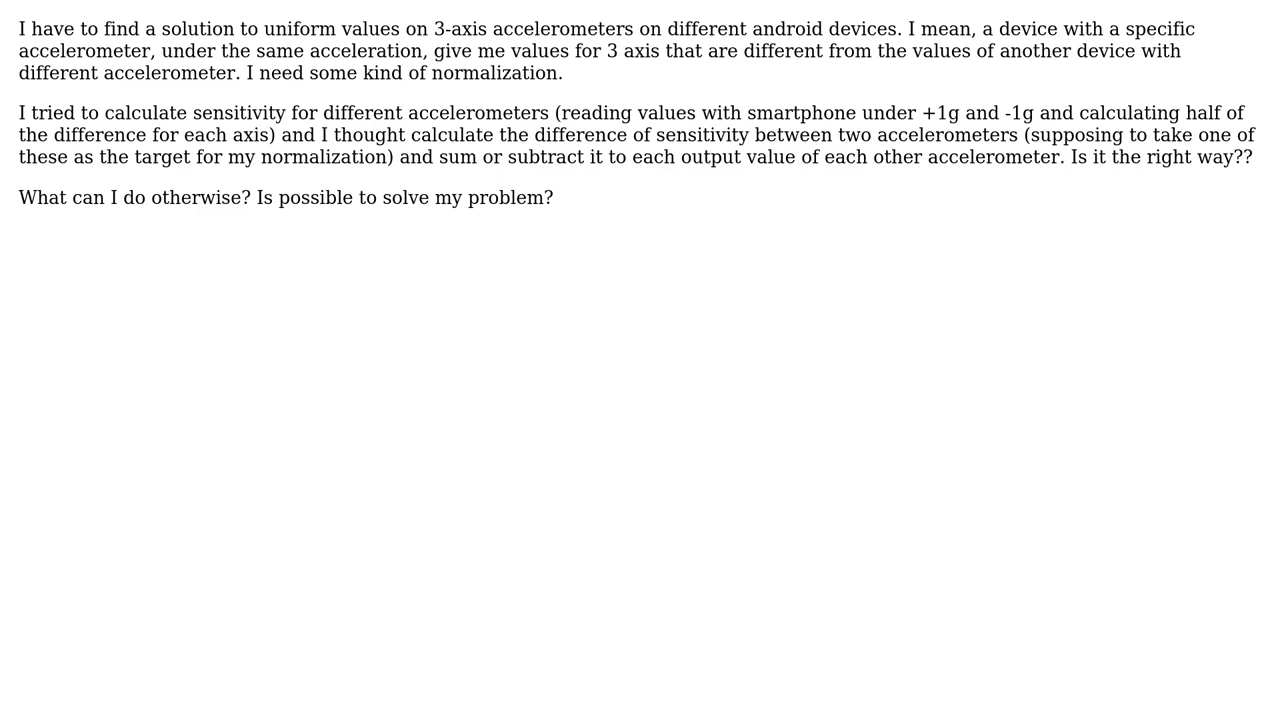 I have to find a solution to uniform values on 3-axis accelerometers on different android devices. I mean, a device with a specific
accelerometer, under the same acceleration, give me values for 3 axis that are different from the values of another device with
different accelerometer. I need some kind of normalization.
I tried to calculate sensitivity for different accelerometers (reading values with smartphone under +1g and -1g and calculating half of
the difference for each axis) and I thought calculate the difference of sensitivity between two accelerometers (supposing to take one of
these as the target for my normalization) and sum or subtract it to each output value of each other accelerometer. Is it the right way??
What can I do otherwise? Is possible to solve my problem?